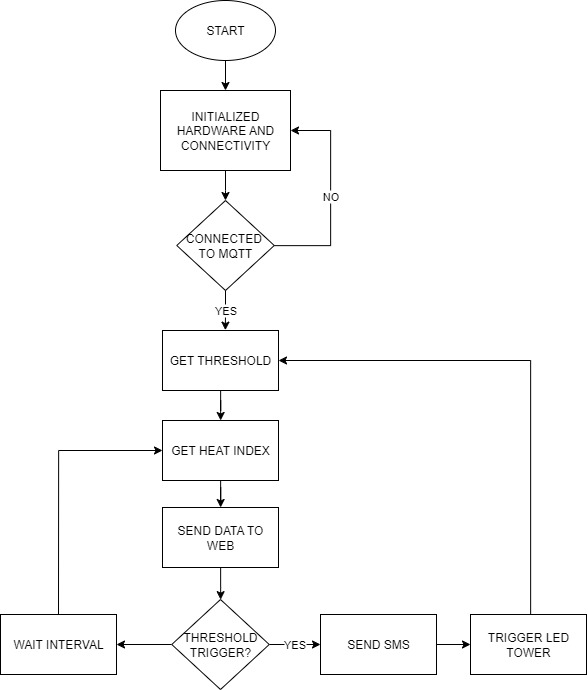 START
INITIALIZED
HARDWARE AND
CONNECTIVITY
NO
CONNECTED
TO MQTT
YES
GET THRESHOLD
GET HEAT INDEX
SEND DATA TO
WEB
WAIT INTERVAL
THRESHOLD
TRIGGER?
YES
SEND SMS
TRIGGER LED
TOWER